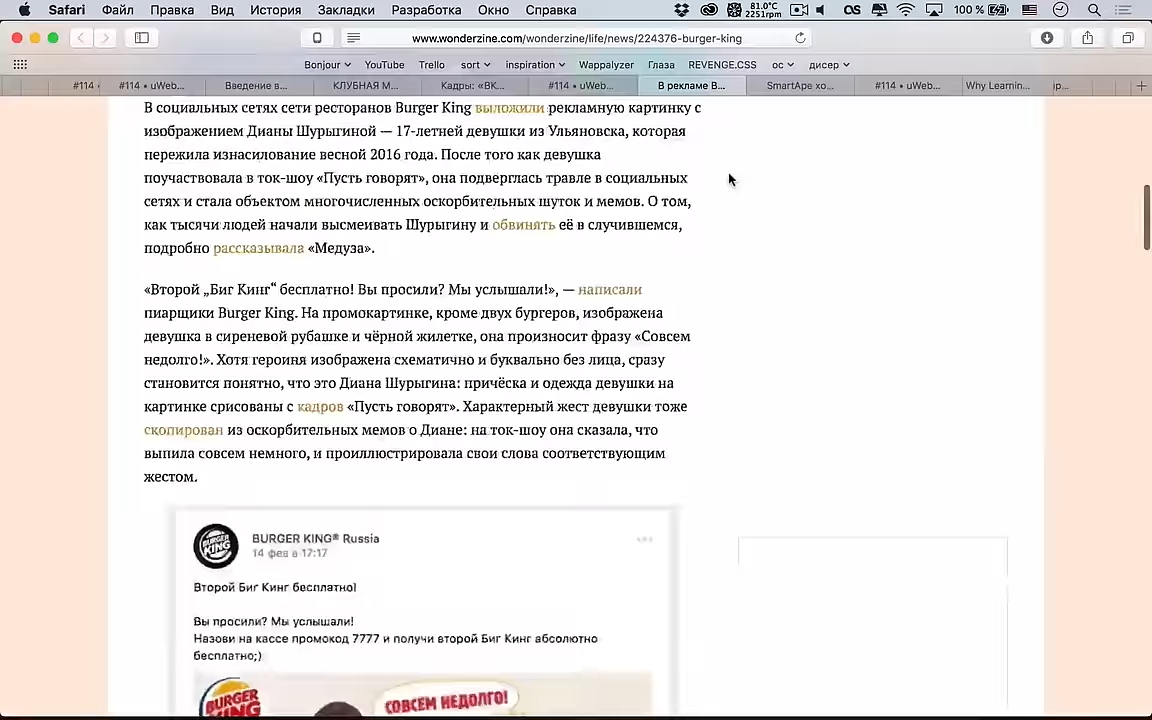 Safari Файл Правка Вид История Закладки Разработка Окно Справка 81.0°C 2251rpm 100 %
www.wonderzine.com/wonderzine/life/news/224376-burger-king
Bonjour YouTube Trello sort inspiration Wappalyzer Глаза REVENGE.CSS ос дисер
#114 #114 • uWeb... Введение в... КЛУБНАЯ М... Кадры: «ВК... #114 • uWeb... В рекламе B... SmartApe хо... #114 • uWeb... Why Learnin...
В социальных сетях сети ресторанов Burger King выложили рекламную картинку с
изображением Дианы Шурыгиной — 17-летней девушки из Ульяновска, которая
пережила изнасилование весной 2016 года. После того как девушка
поучаствовала в ток-шоу «Пусть говорят», она подверглась травле в социальных
сетях и стала объектом многочисленных оскорбительных шуток и мемов. О том,
как тысячи людей начали высмеивать Шурыгину и обвинять её в случившемся,
подробно рассказывала «Медуза».
«Второй „Биг Кинг“ бесплатно! Вы просили? Мы услышали!», — написали
пиарщики Burger King. На промокартинке, кроме двух бургеров, изображена
девушка в сиреневой рубашке и чёрной жилетке, она произносит фразу «Совсем
недолго!». Хотя героиня изображена схематично и буквально без лица, сразу
становится понятно, что это Диана Шурыгина: причёска и одежда девушки на
картинке срисованы с кадров «Пусть говорят». Характерный жест девушки тоже
скопирован из оскорбительных мемов о Диане: на ток-шоу она сказала, что
выпила совсем немного, и проиллюстрировала свои слова соответствующим
жестом.
BURGER KING
BURGER KING® Russia
14 фев в 17:17
Второй Биг Кинг бесплатно!
Вы просили? Мы услышали!
Назови на кассе промокод 7777 и получи второй Биг Кинг абсолютно
бесплатно;)
BURGER KING
СОВСЕМ НЕДОЛГО!